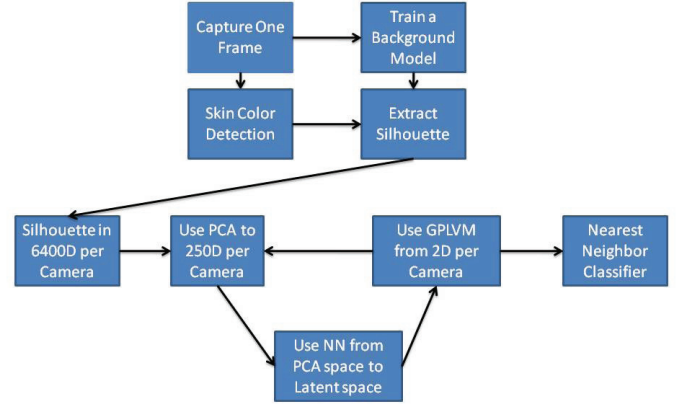 Capture One
Frame
Train a
Background
Model
Skin Color
Detection
Extract
Silhouette
Silhouette in
6400D per
Camera
Use PCA to
250D per
Camera
Use GPLVM
from 2D per
Camera
Nearest
Neighbor
Classifier
Use NN from
PCA space to
Latent space